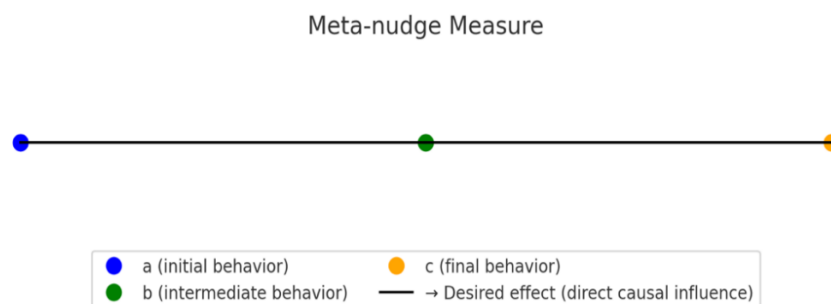 Meta-nudge Measure
a (initial behavior)
c (final behavior)
b (intermediate behavior)
→ Desired effect (direct causal influence)